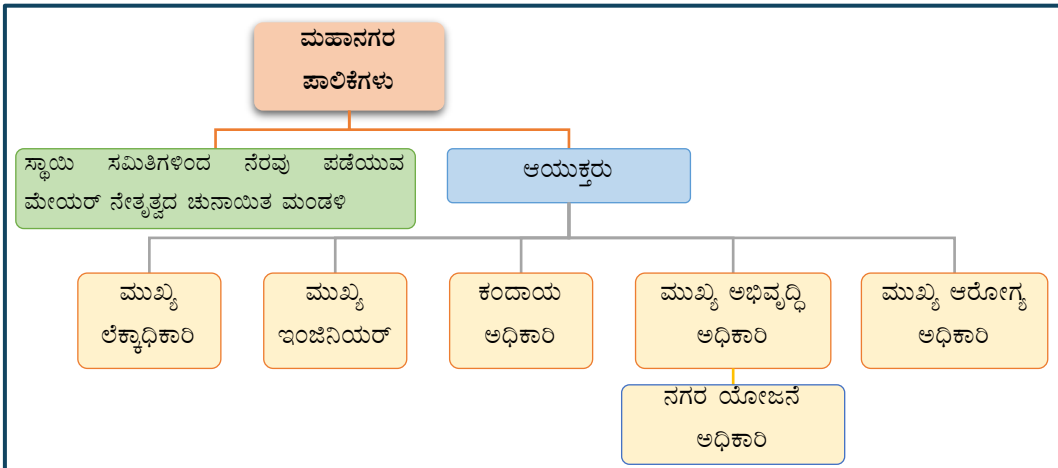 ಮಹಾನಗರ
ಪಾಲಿಕೆಗಳು
ಸ್ಥಾಯಿ ಸಮಿತಿಗಳಿಂದ ನೆರವು ಪಡೆಯುವ
ಮೇಯರ್ ನೇತೃತ್ವದ ಚುನಾಯಿತ ಮಂಡಳಿ
ಆಯುಕ್ತರು
ಮುಖ್ಯ
ಲೆಕ್ಕಾಧಿಕಾರಿ
ಮುಖ್ಯ
ಇಂಜಿನಿಯರ್
ಕಂದಾಯ
ಅಧಿಕಾರಿ
ಮುಖ್ಯ ಅಭಿವೃದ್ಧಿ
ಅಧಿಕಾರಿ
ಮುಖ್ಯ ಆರೋಗ್ಯ
ಅಧಿಕಾರಿ
ನಗರ ಯೋಜನೆ
ಅಧಿಕಾರಿ